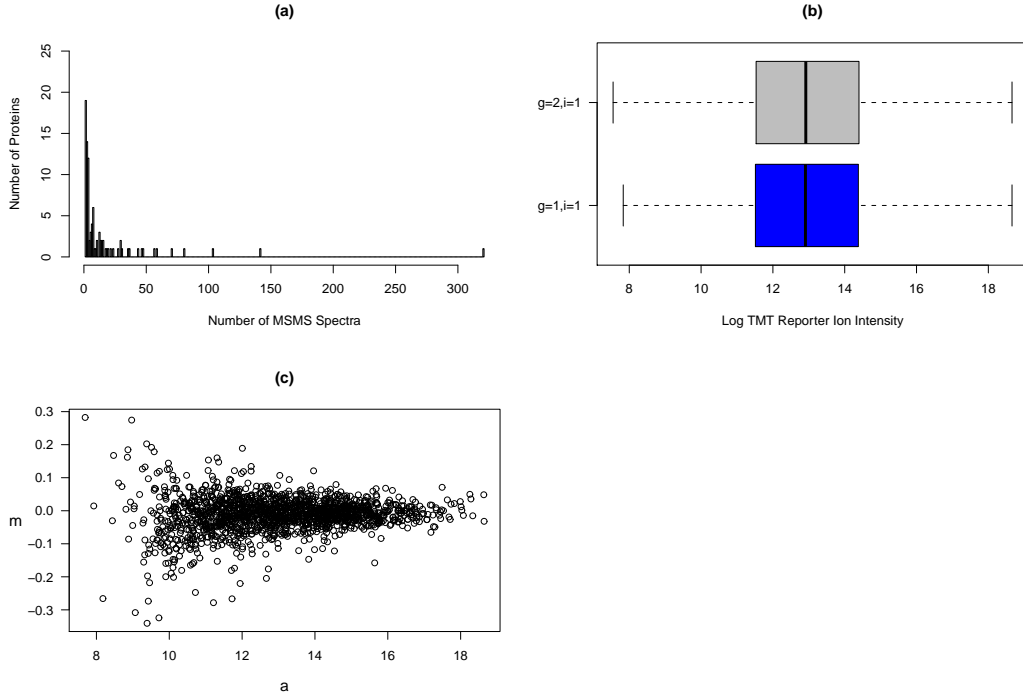 (a)
25
20
15
10
5
0
Number of Proteins
0 50 100 150 200 250 300
Number of MSMS Spectra
(b)
g=2,i=1
g=1,i=1
8 10 12 14 16 18
Log TMT Reporter Ion Intensity
(c)
0.3
0.2
0.1
0.0
−0.1
−0.2
−0.3
m
8 10 12 14 16 18
a